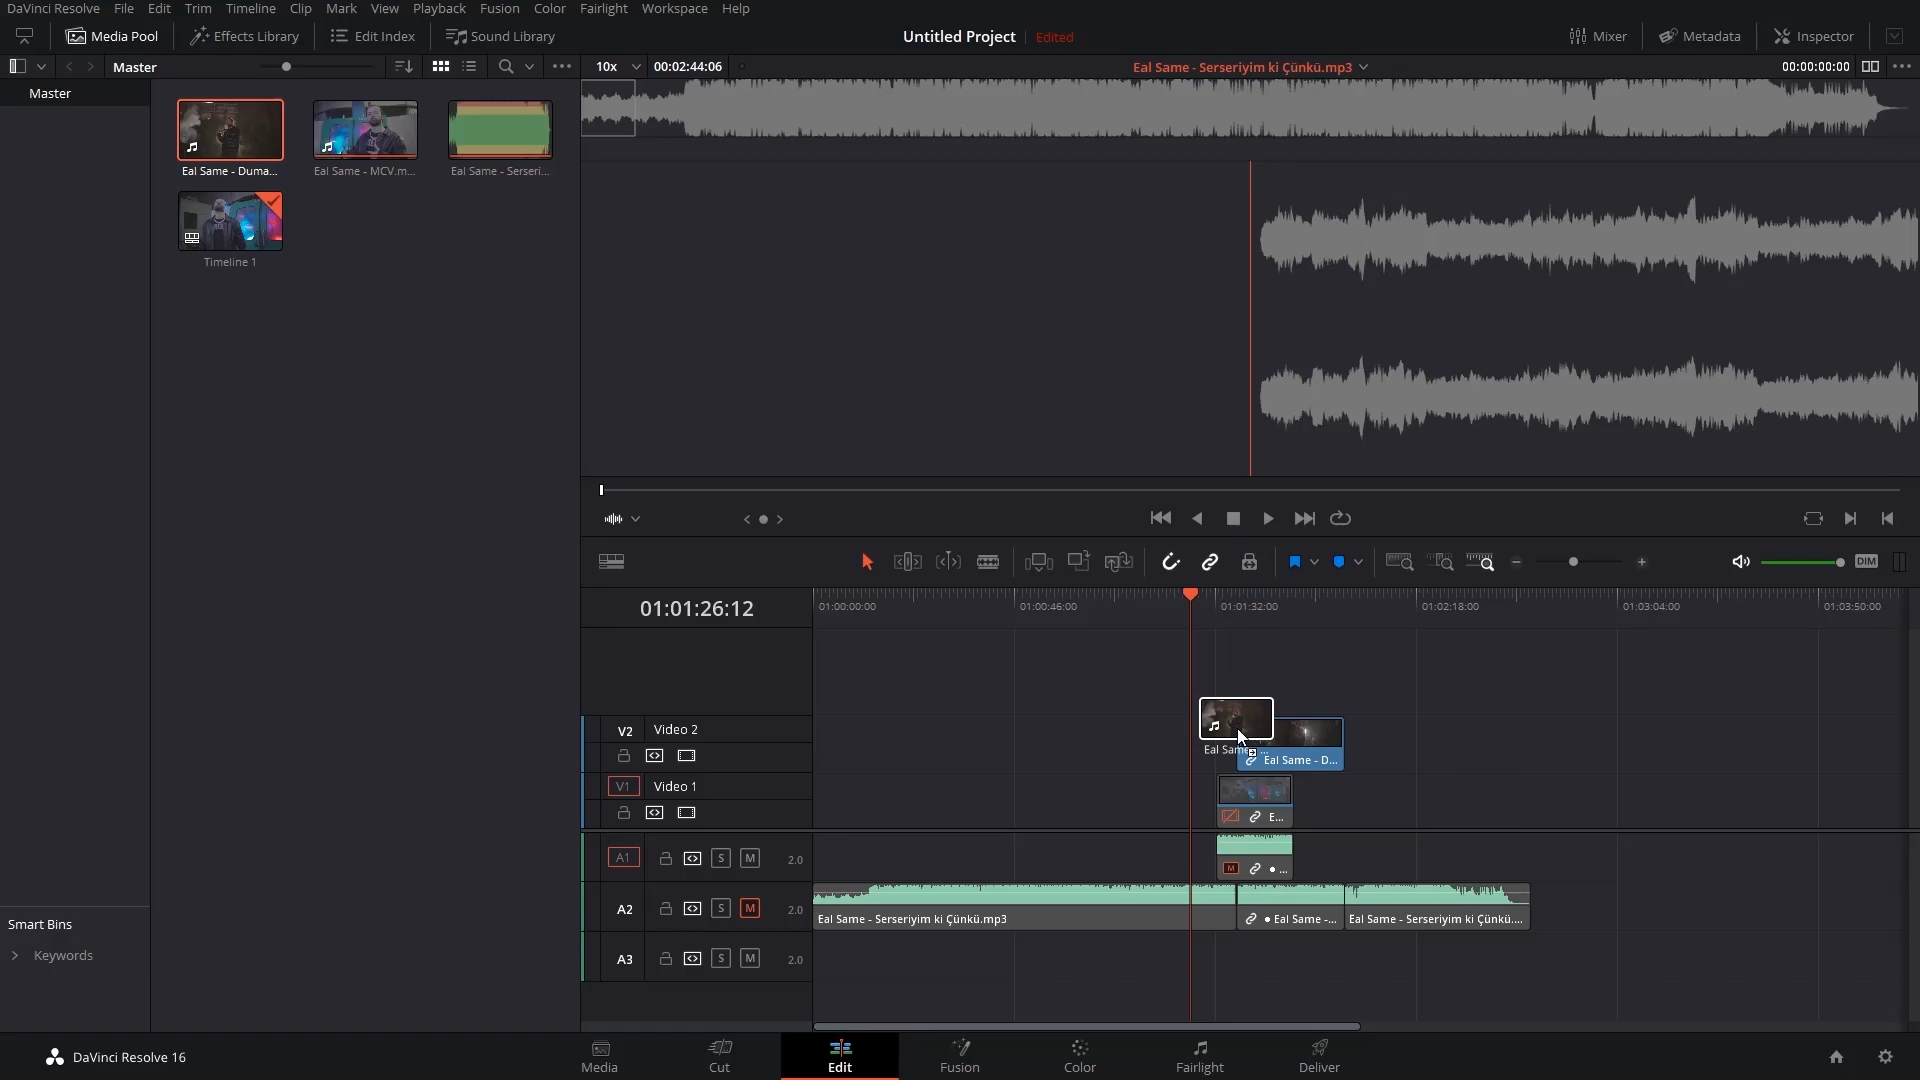 DaVinci Resolve File Edit Trim Timeline Clip Mark View Playback Fusion Color Fairlight Workspace Help
Media Pool Effects Library Edit Index Sound Library Untitled Project Edited Mixer Metadata Inspector
Master 10x 00:02:44:06 Eal Same - Serseriyim ki Çünkü.mp3 00:00:00:00
Master
Eal Same - Duma... Eal Same - MCV.m... Eal Same - Serseri...
Timeline 1
DIM
01:01:26:12 01:00:00:00 01:00:46:00 01:01:32:00 01:02:18:00 01:03:04:00 01:03:50:00
V2 Video 2
Eal Same ...
Eal Same - D...
V1 Video 1
E...
A1 S M 2.0
M ...
A2 S M 2.0
Eal Same - Serseriyim ki Çünkü.mp3 Eal Same -... Eal Same - Serseriyim ki Çünkü....
A3 S M 2.0
Smart Bins
Keywords
DaVinci Resolve 16
Media Cut Edit Fusion Color Fairlight Deliver